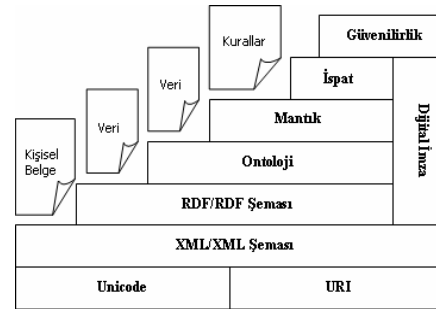 Güvenilirlik
Kurallar
İspat
Veri
Mantık
Dijital İmza
Veri
Ontoloji
Kişisel
Belge
RDF/RDF Şeması
XML/XML Şeması
Unicode
URI